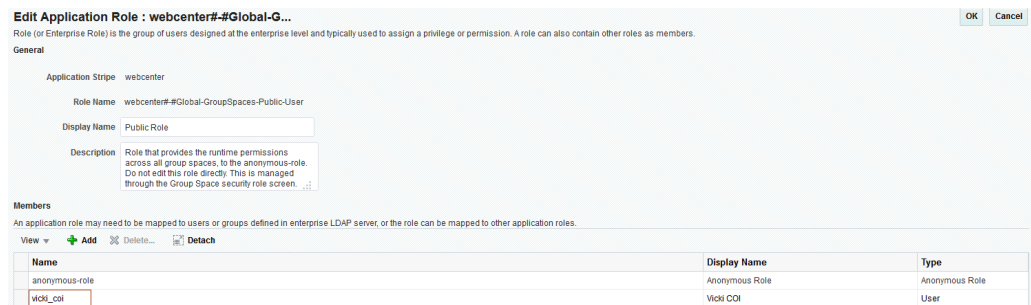 Edit Application Role : webcenter#-#Global-G...
OK Cancel
Role (or Enterprise Role) is the group of users designed at the enterprise level and typically used to assign a privilege or permission. A role can also contain other roles as members.
General
Application Stripe webcenter
Role Name webcenter#-#Global-GroupSpaces-Public-User
Display Name Public Role
Description Role that provides the runtime permissions
across all group spaces, to the anonymous-role.
Do not edit this role directly. This is managed
through the Group Space security role screen.
Members
An application role may need to be mapped to users or groups defined in enterprise LDAP server, or the role can be mapped to other application roles.
View Add Delete... Detach
Name Display Name Type
anonymous-role Anonymous Role Anonymous Role
vicki_coi Vicki COI User